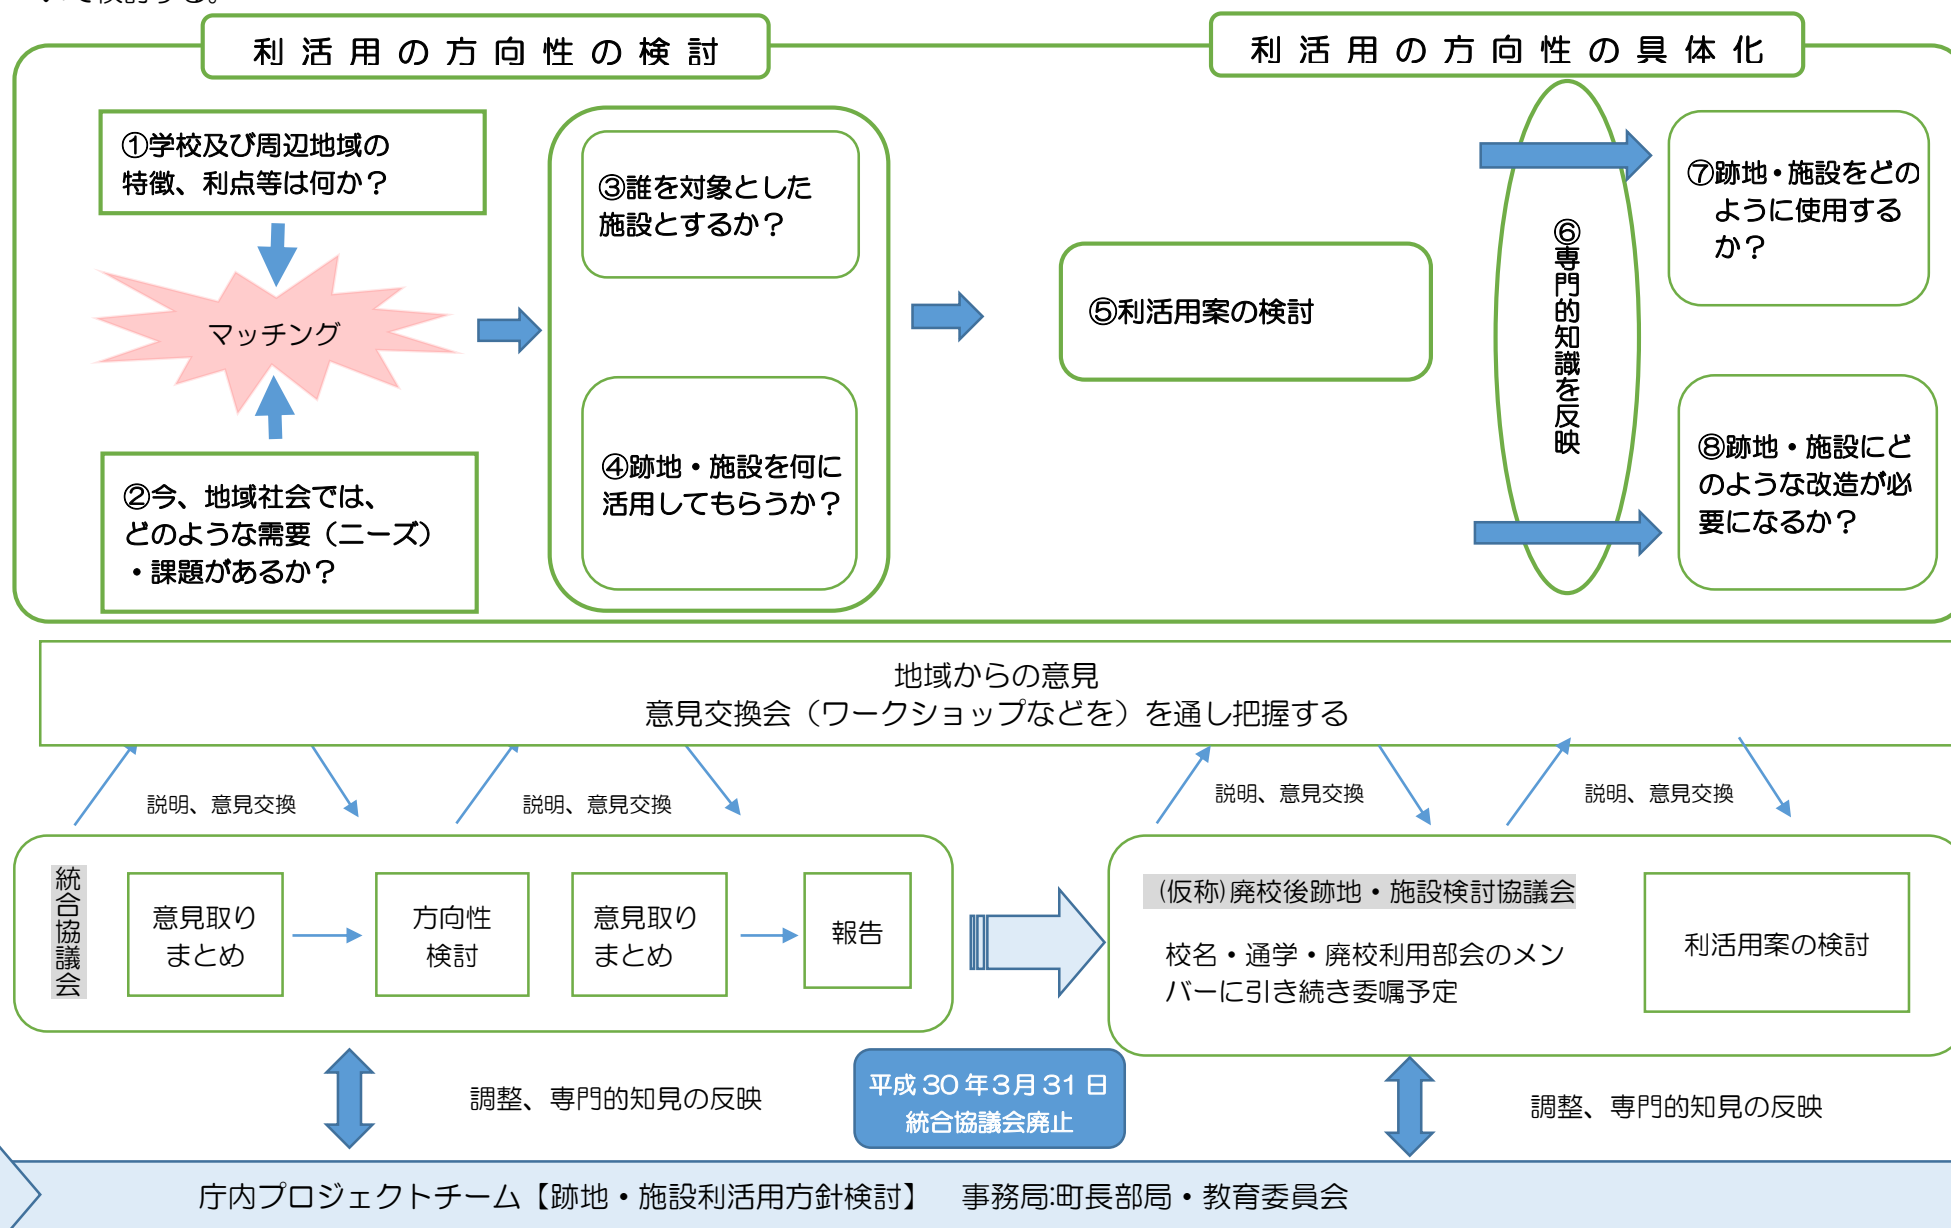 いて検討する。
利活用の方向性の検討
利活用の方向性の具体化
①学校及び周辺地域の
特徴、利点等は何か？
マッチング
②今、地域社会では、
どのような需要（ニーズ）
・課題があるか？
③誰を対象とした
施設とするか？
④跡地・施設を何に
活用してもらうか？
⑤利活用案の検討
⑥専門的知識を反映
⑦跡地・施設をどの
ように使用する
か？
⑧跡地・施設にど
のような改造が必
要になるか？
地域からの意見
意見交換会（ワークショップなどを）を通し把握する
説明、意見交換
説明、意見交換
説明、意見交換
説明、意見交換
統合協議会
意見取り
まとめ
方向性
検討
意見取り
まとめ
報告
(仮称)廃校後跡地・施設検討協議会
校名・通学・廃校利用部会のメン
バーに引き続き委嘱予定
利活用案の検討
調整、専門的知見の反映
平成30年3月31日
統合協議会廃止
調整、専門的知見の反映
庁内プロジェクトチーム【跡地・施設利活用方針検討】　事務局:町長部局・教育委員会